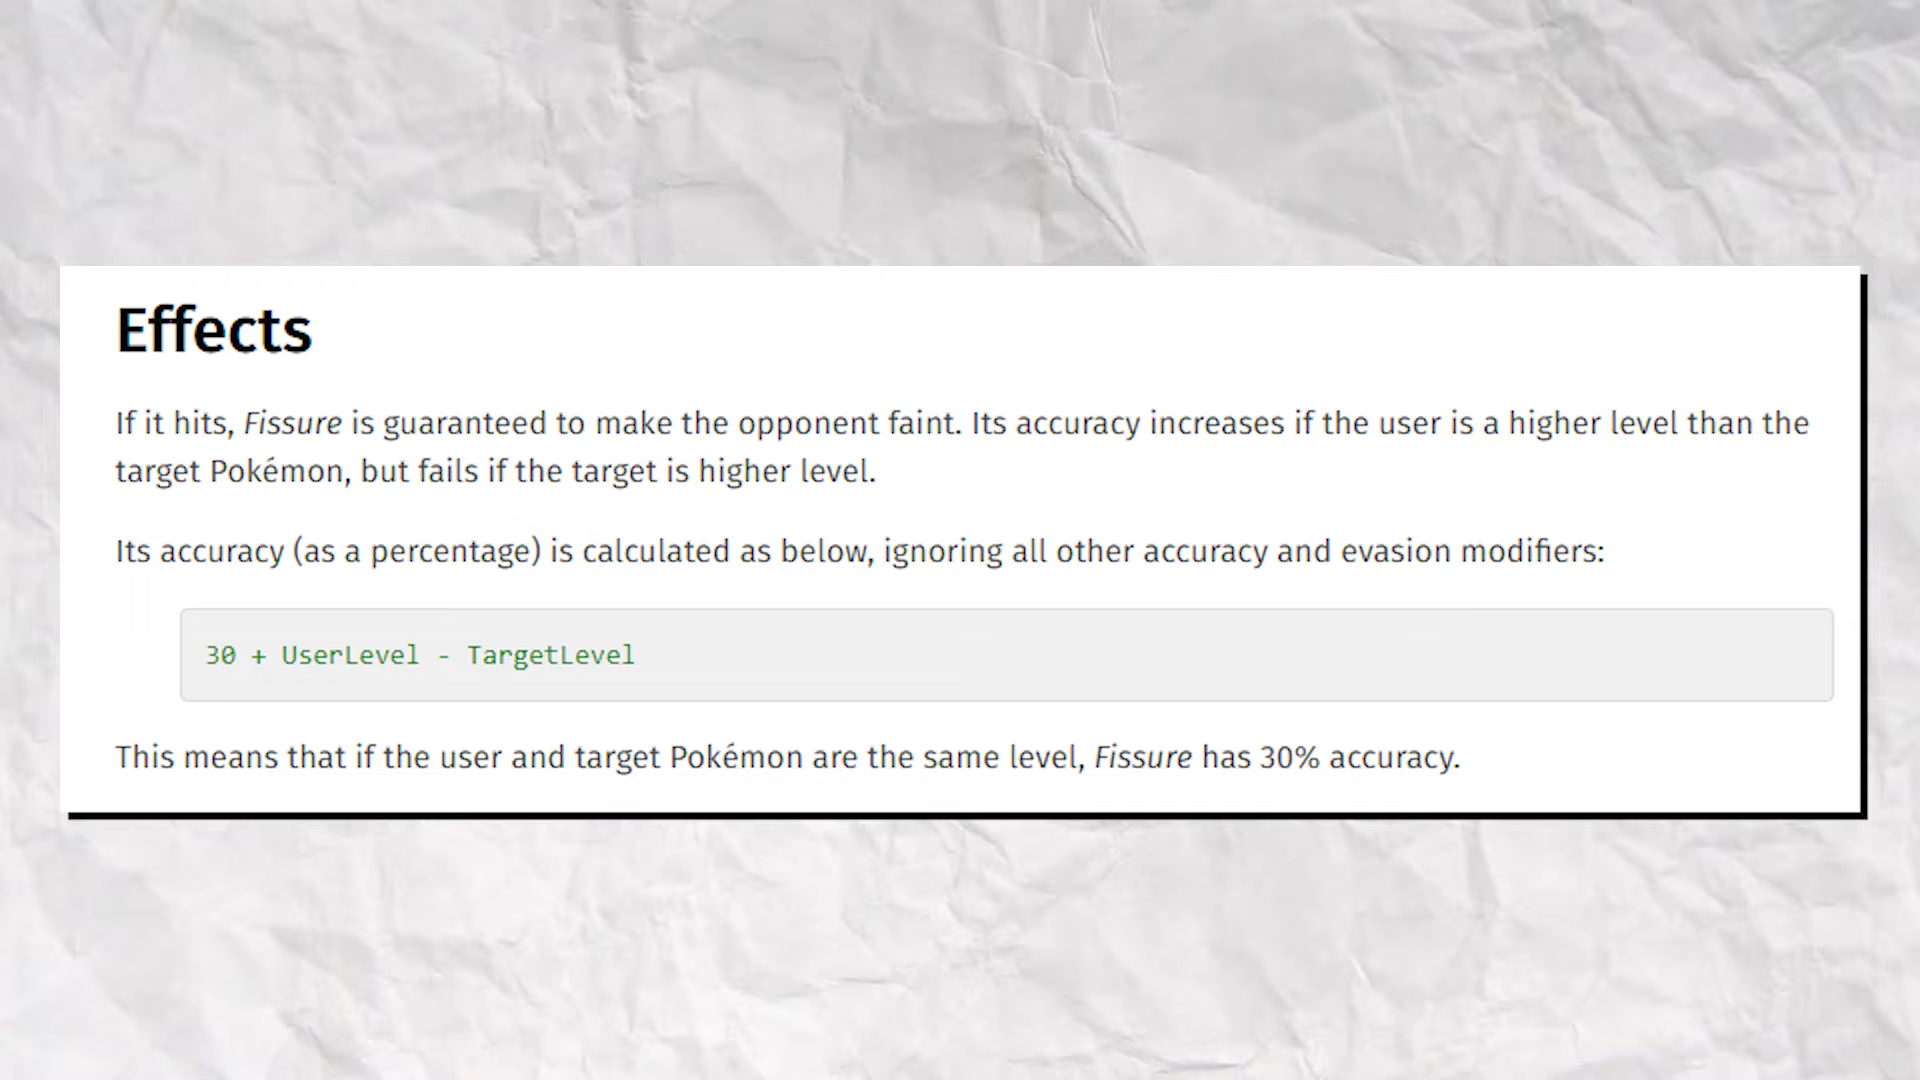 Effects
If it hits, Fissure is guaranteed to make the opponent faint. Its accuracy increases if the user is a higher level than the
target Pokémon, but fails if the target is higher level.
Its accuracy (as a percentage) is calculated as below, ignoring all other accuracy and evasion modifiers:
30 + UserLevel - TargetLevel
This means that if the user and target Pokémon are the same level, Fissure has 30% accuracy.